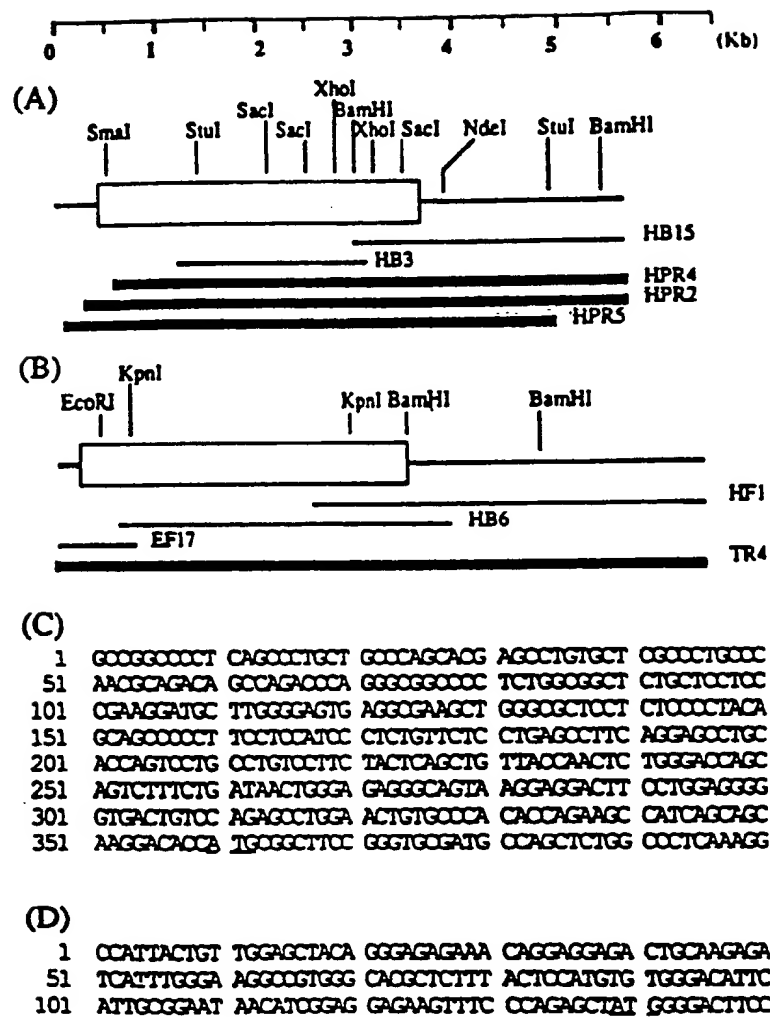 0 1 2 3 4 5 6 (Kb)
(A)
XhoI
SacI BamHI
SmaI StuI SacI XhoI SacI NdeI StuI BamHI
HB15
HB3
HPR4
HPR2
HPR5
(B)
KpnI
EcoRI KpnI BamHI BamHI
HF1
HB6
EF17
TR4
(C)
1 GCCGGCCCCT CAGCCCTGCT GCCCAGCACG AGCCTGTGCT CGCCCTGCCC
51 AACGCAGACA GCCAGACCCA GGGCGGCCCC TCTGGCGGCT CTGCTCCTCC
101 CGAAGGATGC TTGGGGAGTG AGGCGAAGCT GGGCGCTCCT CTCCCCTACA
151 GCAGCCCCCT TCCTCCATCC CTCTGTTCTC CTGAGCCTTC AGGAGCCTGC
201 ACCAGTCCTG CCTGTCCTTC TACTCAGCTG TTACCAACTC TGGGACCAGC
251 AGTCTTTCTG ATAACTGGGA GAGGGCAGTA AGGAGGACTT CCTGGAGGGG
301 GTGACTGTCC AGAGCCTGGA ACTGTGCCCA CACCAGAAGC CATCAGCAGC
351 AAGGACACCA TGCGGCTTCC GGGTGCGATG CCAGCTCTGG CCCTCAAAGG
(D)
1 CCATTACTGT TGGAGCTACA GGGAGAGAAA CAGGAGGAGA CTGCAAGAGA
51 TCATTTGGGA AGGCCGTGGG CACGCTCTTT ACTCCATGTG TGGGACATTC
101 ATTGCGGAAT AACATCGGAG GAGAAGTTTC CCAGAGCTAT GGGGACTTCC